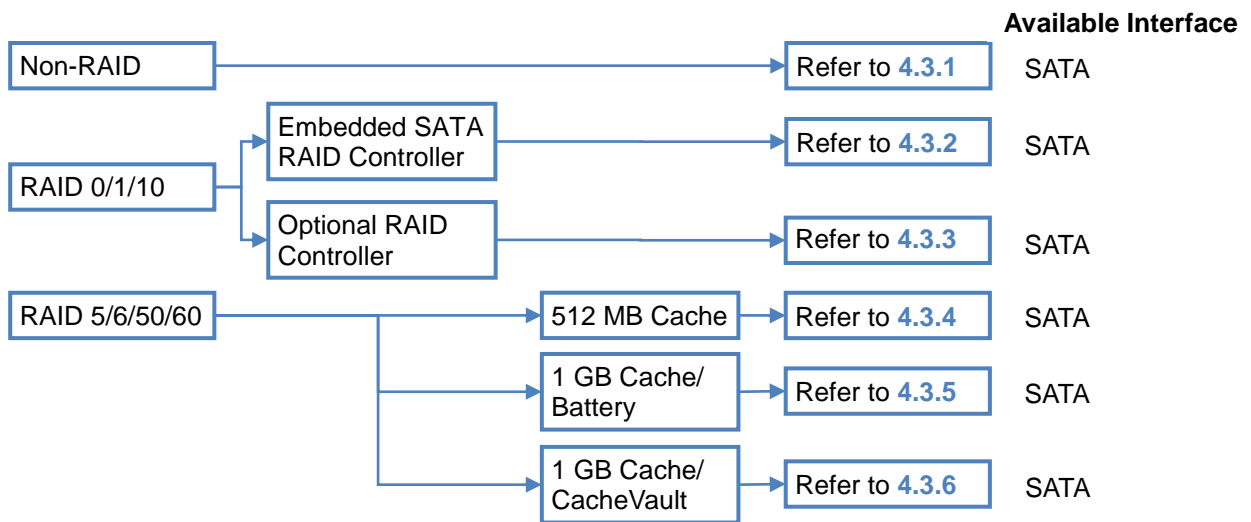 Available Interface
Non-RAID
Refer to 4.3.1
SATA
Embedded SATA
RAID Controller
Refer to 4.3.2
SATA
RAID 0/1/10
Optional RAID
Controller
Refer to 4.3.3
SATA
RAID 5/6/50/60
512 MB Cache
Refer to 4.3.4
SATA
1 GB Cache/
Battery
Refer to 4.3.5
SATA
1 GB Cache/
CacheVault
Refer to 4.3.6
SATA